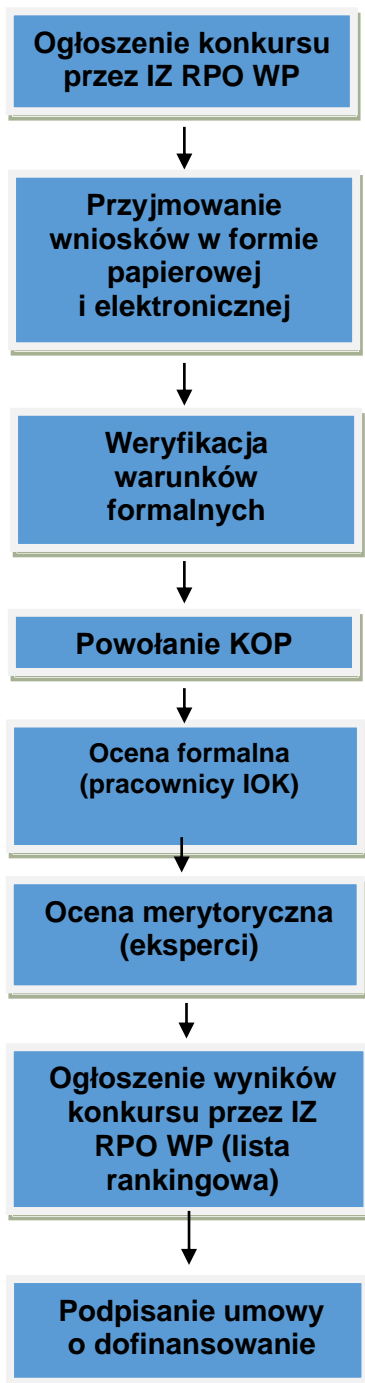 Ogłoszenie konkursu
przez IZ RPO WP
Przyjmowanie
wniosków w formie
papierowej
i elektronicznej
Weryfikacja
warunków
formalnych
Powołanie KOP
Ocena formalna
(pracownicy IOK)
Ocena merytoryczna
(eksperci)
Ogłoszenie wyników
konkursu przez IZ
RPO WP (lista
rankingowa)
Podpisanie umowy
o dofinansowanie